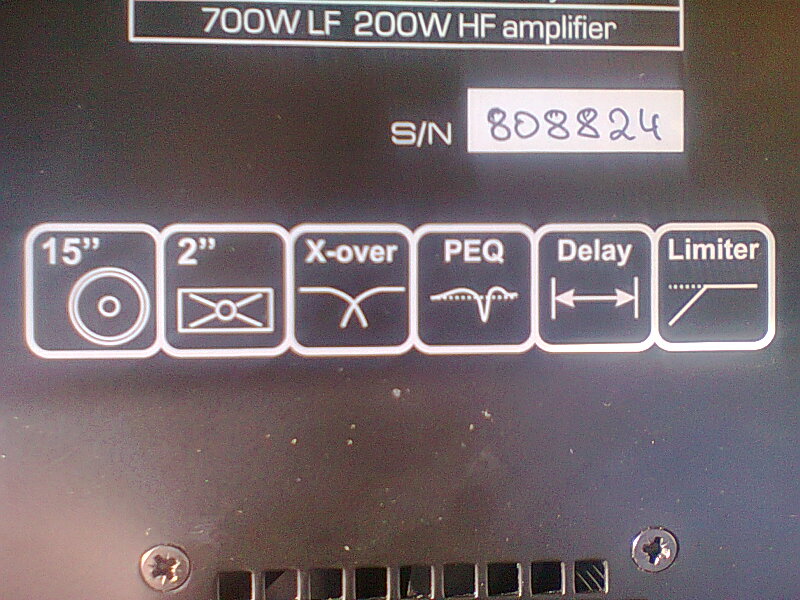 700W LF 200W HF amplifier
S/N 808824
15” 2” X-over PEQ Delay Limiter